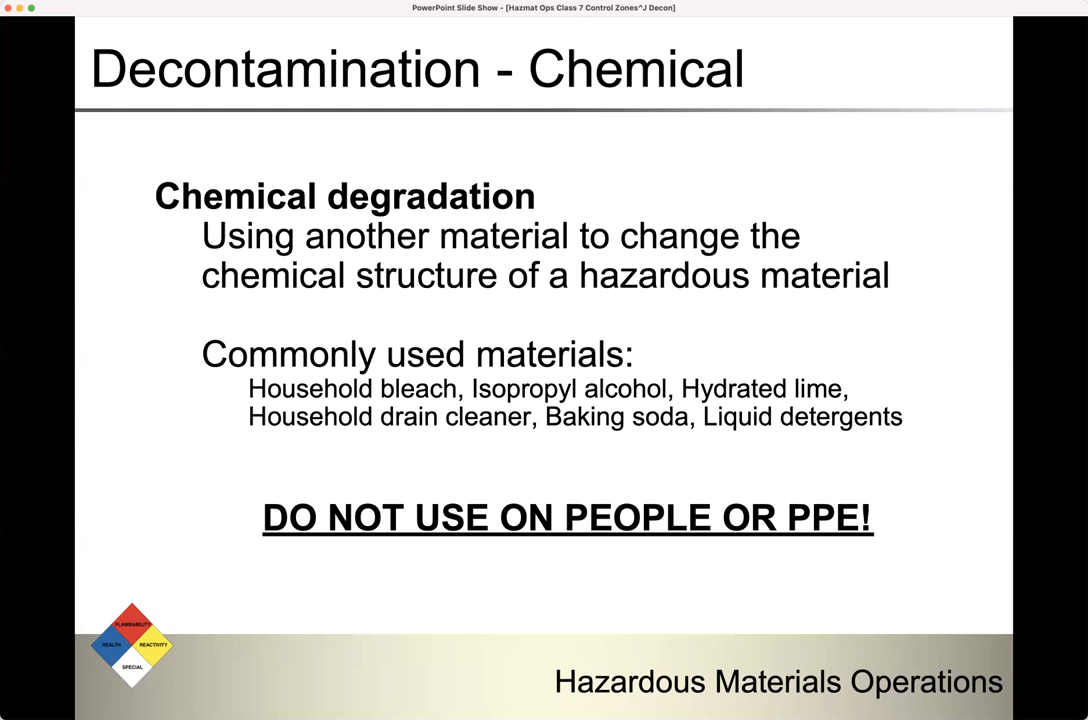 PowerPoint Slide Show - [Hazmat Ops Class 7 Control Zones^J Decon]
Decontamination - Chemical
Chemical degradation
Using another material to change the
chemical structure of a hazardous material
Commonly used materials:
Household bleach, Isopropyl alcohol, Hydrated lime,
Household drain cleaner, Baking soda, Liquid detergents
DO NOT USE ON PEOPLE OR PPE!
FLAMMABILITY
HEALTH
REACTIVITY
SPECIAL
Hazardous Materials Operations